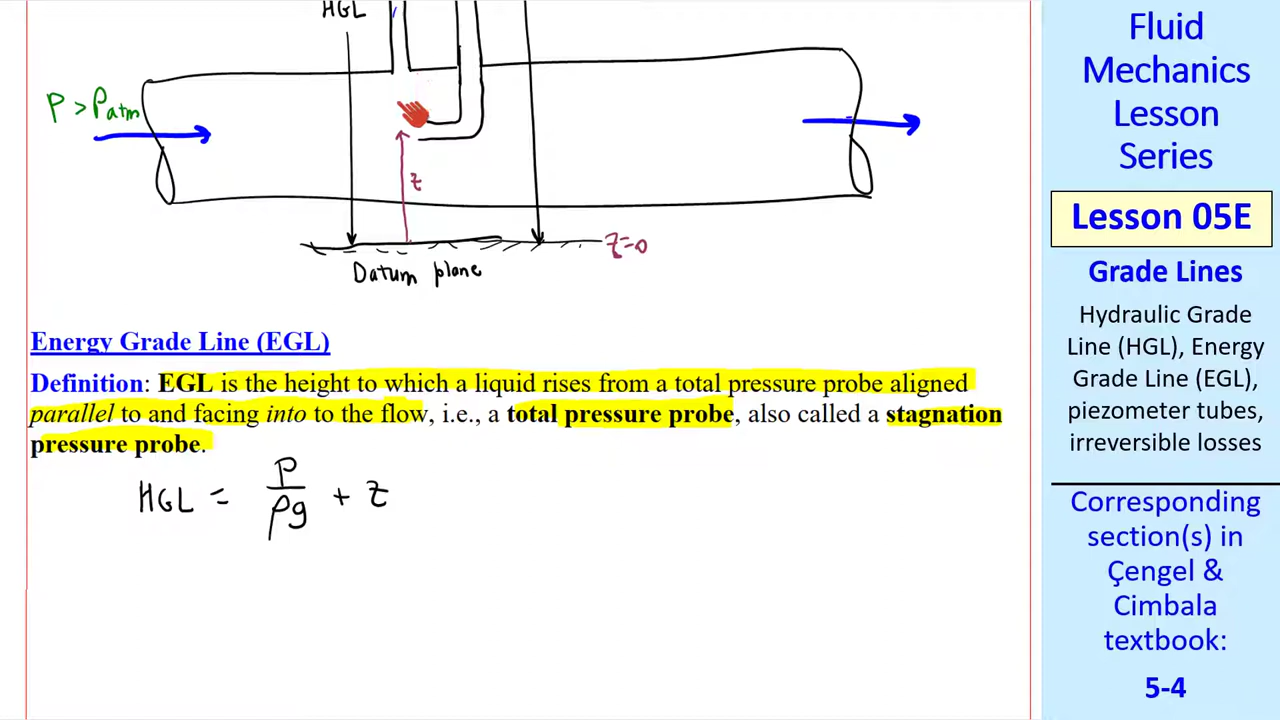 HGL
P > Patm
z
z=0
Datum plane
Energy Grade Line (EGL)
Definition: EGL is the height to which a liquid rises from a total pressure probe aligned
parallel to and facing into to the flow, i.e., a total pressure probe, also called a stagnation
pressure probe.
HGL = P/ρg + z
Fluid
Mechanics
Lesson
Series
Lesson 05E
Grade Lines
Hydraulic Grade
Line (HGL), Energy
Grade Line (EGL),
piezometer tubes,
irreversible losses
Corresponding
section(s) in
Çengel &
Cimbala
textbook:
5-4